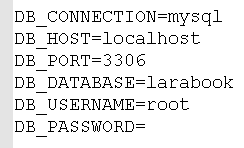 DB_CONNECTION=mysql
DB_HOST=localhost
DB_PORT=3306
DB_DATABASE=larabook
DB_USERNAME=root
DB_PASSWORD=